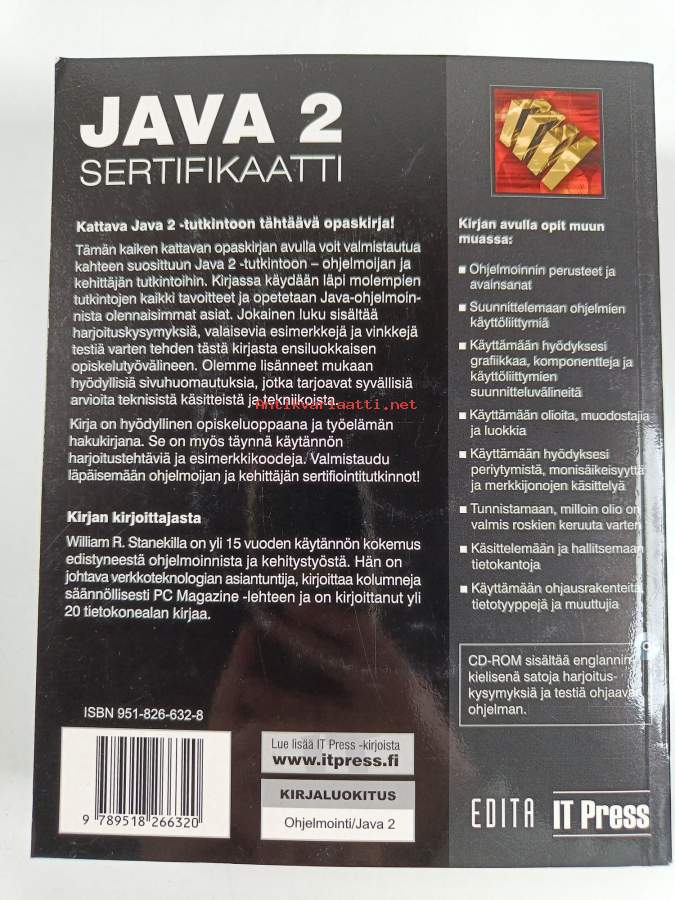 JAVA 2
SERTIFIKAATTI
Kattava Java 2 -tutkintoon tähtäävä opaskirja!
Tämän kaiken kattavan opaskirjan avulla voit valmistautua
kahteen suosittuun Java 2 -tutkintoon – ohjelmoijan ja
kehittäjän tutkintoihin. Kirjassa käydään läpi molempien
tutkintojen kaikki tavoitteet ja opetetaan Java-ohjelmoin-
nista olennaisimmat asiat. Jokainen luku sisältää
harjoituskysymyksiä, valaisevia esimerkkejä ja vinkkejä
testiä varten tehden tästä kirjasta ensiluokkaisen
opiskelutyövälineen. Olemme lisänneet mukaan
hyödyllisiä sivuhuomautuksia, jotka tarjoavat syvällisiä
arvioita teknisistä käsitteistä ja tekniikoista.
antikvariaatti.net
Kirja on hyödyllinen opiskeluoppaana ja työelämän
hakukirjana. Se on myös täynnä käytännön
harjoitustehtäviä ja esimerkkikoodeja. Valmistaudu
läpäisemään ohjelmoijan ja kehittäjän sertifiointitutkinnot!
Kirjan kirjoittajasta
William R. Stanekilla on yli 15 vuoden käytännön kokemus
edistyneestä ohjelmoinnista ja kehitystyöstä. Hän on
johtava verkkoteknologian asiantuntija, kirjoittaa kolumneja
säännöllisesti PC Magazine -lehteen ja on kirjoittanut yli
20 tietokonealan kirjaa.
ISBN 951-826-632-8
9 789518 266320
Lue lisää IT Press -kirjoista
www.itpress.fi
KIRJALUOKITUS
Ohjelmointi/Java 2
Kirjan avulla opit muun
muassa:
■ Ohjelmoinnin perusteet ja
avainsanat
■ Suunnittelemaan ohjelmien
käyttöliittymiä
■ Käyttämään hyödyksesi
grafiikkaa, komponentteja ja
käyttöliittymien
suunnitteluvälineitä
■ Käyttämään olioita, muodostajia
ja luokkia
■ Käyttämään hyödyksesi
periytymistä, monisäikeisyyttä
ja merkkijonojen käsittelyä
■ Tunnistamaan, milloin olio on
valmis roskien keruuta varten
■ Käsittelemään ja hallitsemaan
tietokantoja
■ Käyttämään ohjausrakenteita,
tietotyyppejä ja muuttujia
CD-ROM sisältää englannin-
kielisenä satoja harjoitus-
kysymyksiä ja testiä ohjaavan
ohjelman.
EDITA IT Press